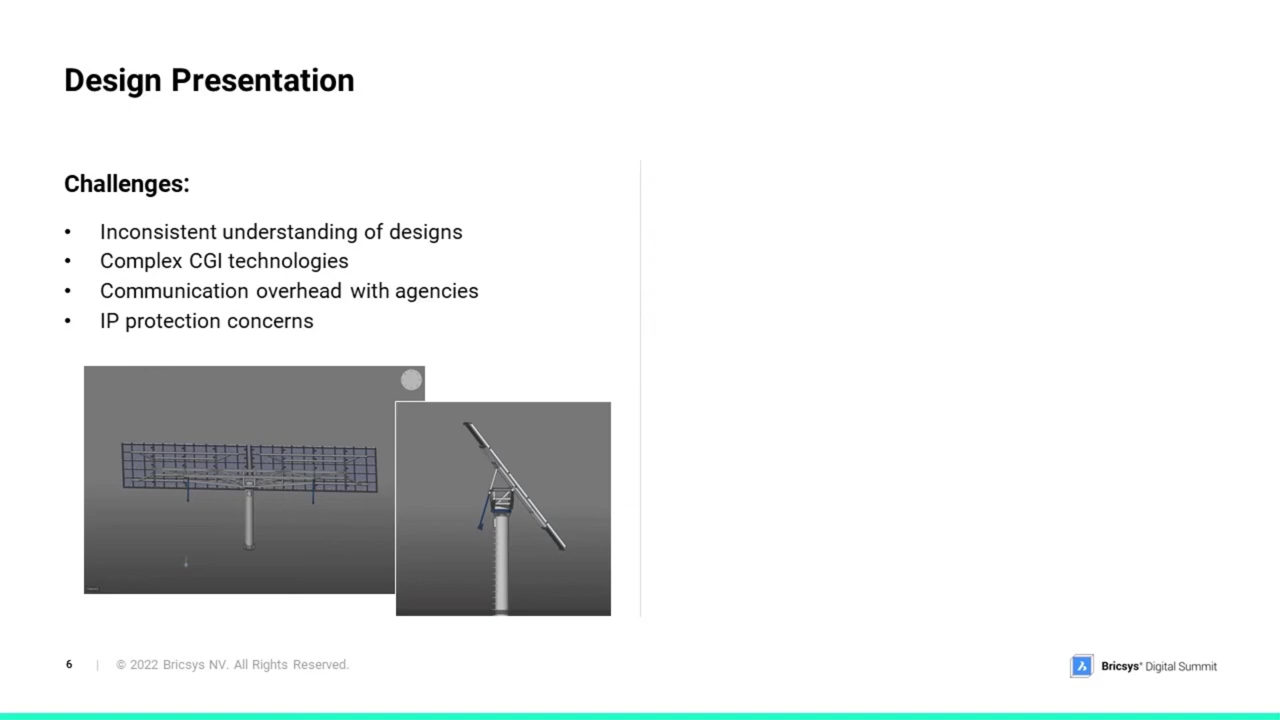 Design Presentation
Challenges:
• Inconsistent understanding of designs
• Complex CGI technologies
• Communication overhead with agencies
• IP protection concerns
6 | © 2022 Bricsys NV. All Rights Reserved.
Bricsys® Digital Summit